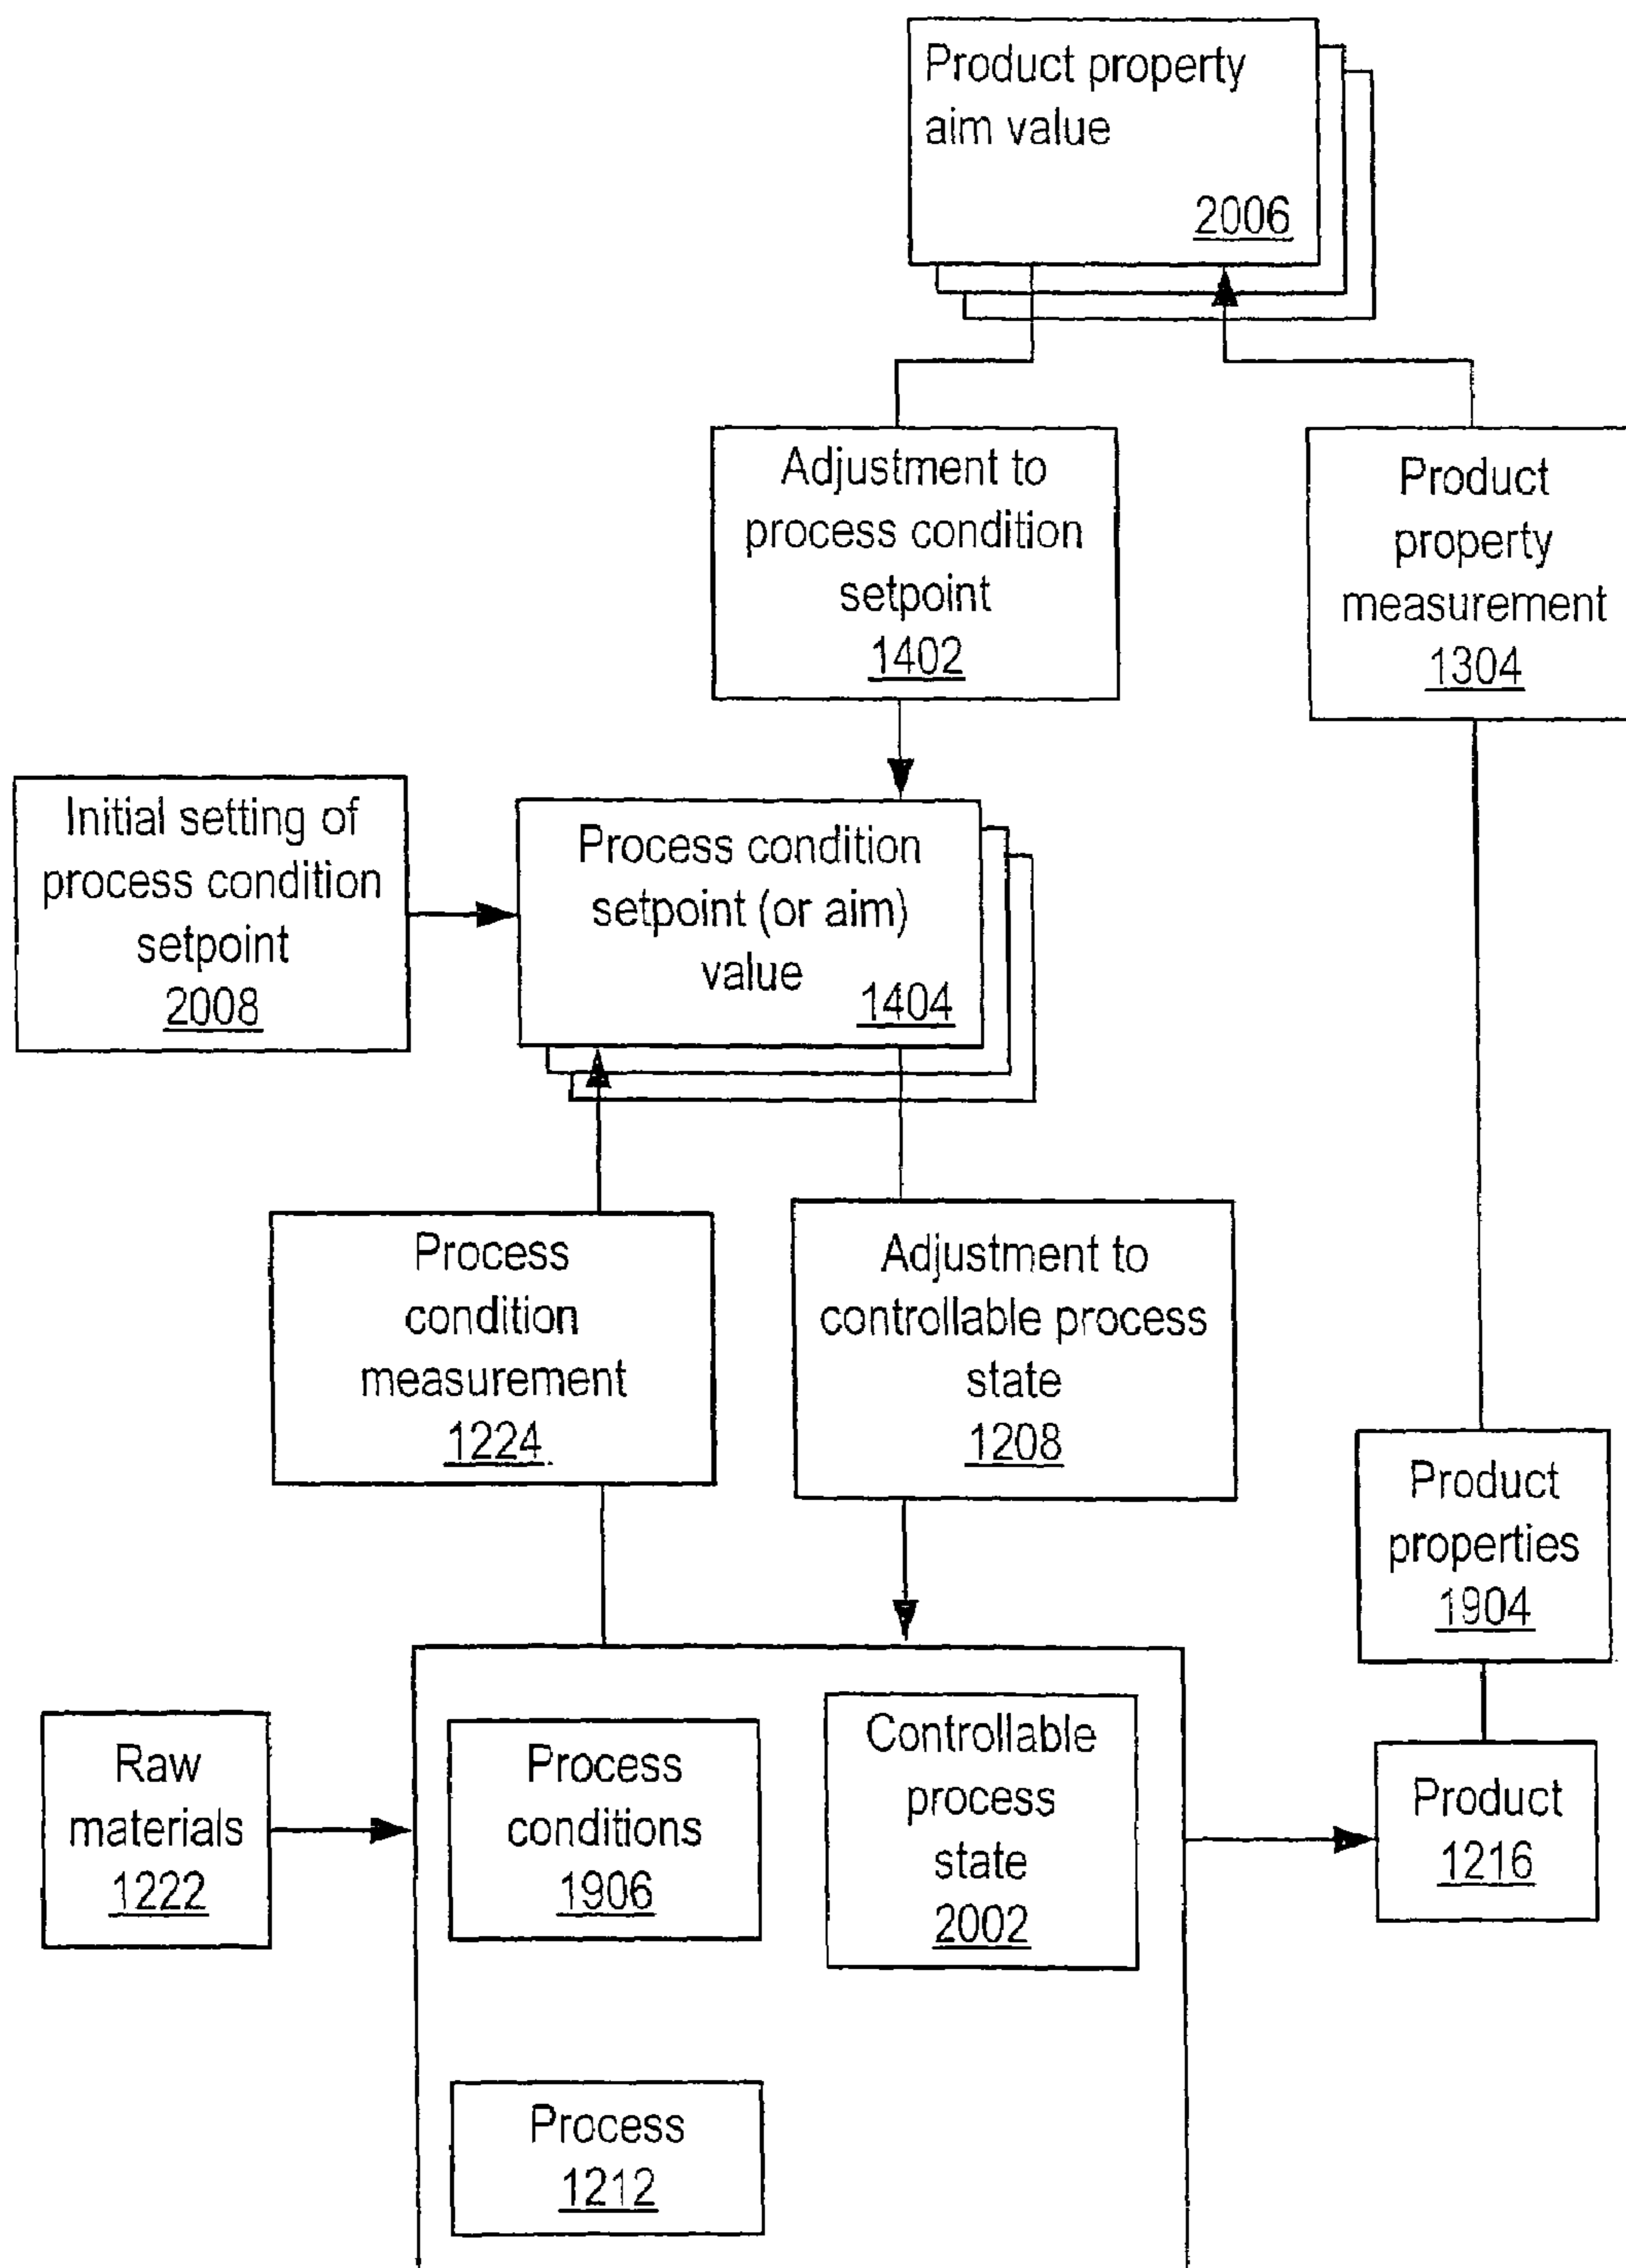 Product property
aim value
2006
Adjustment to
process condition
setpoint
1402
Product
property
measurement
1304
Initial setting of
process condition
setpoint
2008
Process condition
setpoint (or aim)
value
1404
Process
condition
measurement
1224
Adjustment to
controllable process
state
1208
Product
properties
1904
Raw
materials
1222
Process
conditions
1906
Controllable
process
state
2002
Product
1216
Process
1212